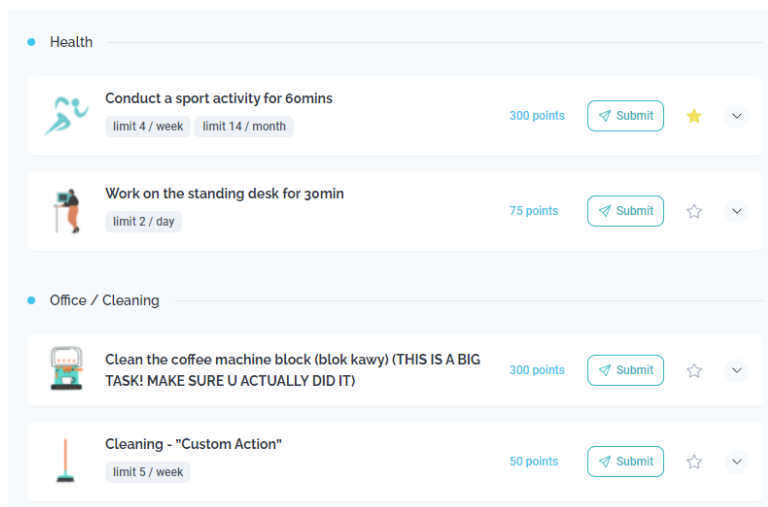 Health
Conduct a sport activity for 60mins
limit 4 / week limit 14 / month
300 points
Submit
Work on the standing desk for 30min
limit 2 / day
75 points
Submit
Office / Cleaning
Clean the coffee machine block (blok kawy) (THIS IS A BIG
TASK! MAKE SURE U ACTUALLY DID IT)
300 points
Submit
Cleaning - "Custom Action"
limit 5 / week
50 points
Submit